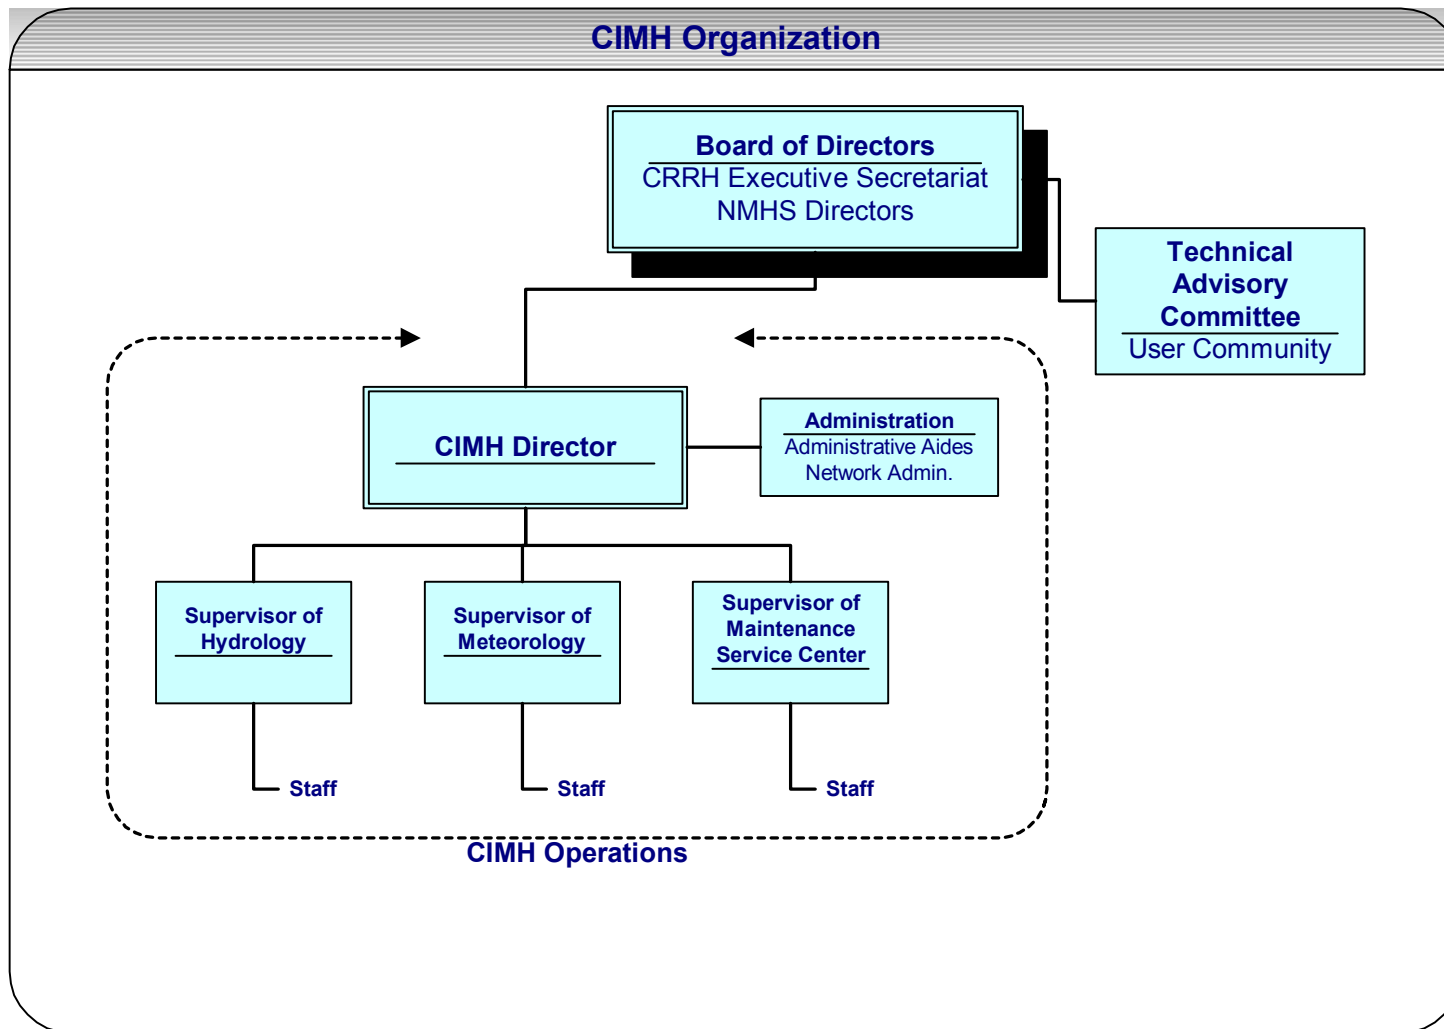 CIMH Organization
Board of Directors
CRRH Executive Secretariat
NMHS Directors
Technical
Advisory
Committee
User Community
CIMH Director
Administration
Administrative Aides
Network Admin.
Supervisor of
Hydrology
Supervisor of
Meteorology
Supervisor of
Maintenance
Service Center
Staff
Staff
Staff
CIMH Operations